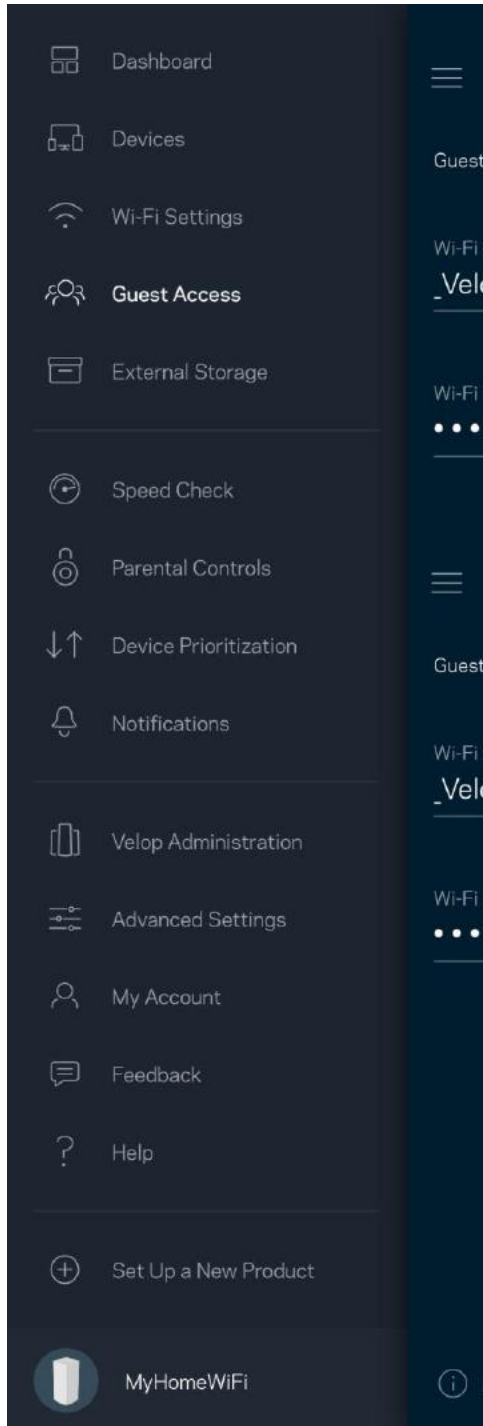 Dashboard
Devices
Wi-Fi Settings
Guest Access
External Storage
Speed Check
Parental Controls
Device Prioritization
Notifications
Velop Administration
Advanced Settings
My Account
Feedback
Help
Set Up a New Product
MyHomeWiFi
Guest
Wi-Fi
Wi-Fi
Guest
Wi-Fi
Wi-Fi